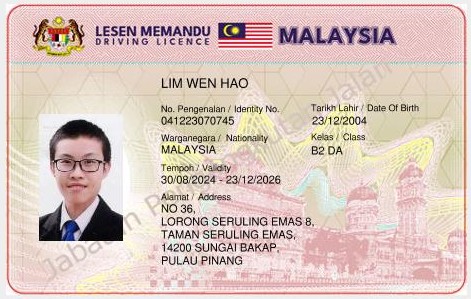 LESEN MEMANDU
DRIVING LICENCE
MALAYSIA
LIM WEN HAO
No. Pengenalan / Identity No.
041223070745
Tarikh Lahir / Date Of Birth
23/12/2004
Warganegara / Nationality
MALAYSIA
Kelas / Class
B2 DA
Tempoh / Validity
30/08/2024 - 23/12/2026
Alamat / Address
NO 36,
LORONG SERULING EMAS 8,
TAMAN SERULING EMAS,
14200 SUNGAI BAKAP,
PULAU PINANG
Jabatan